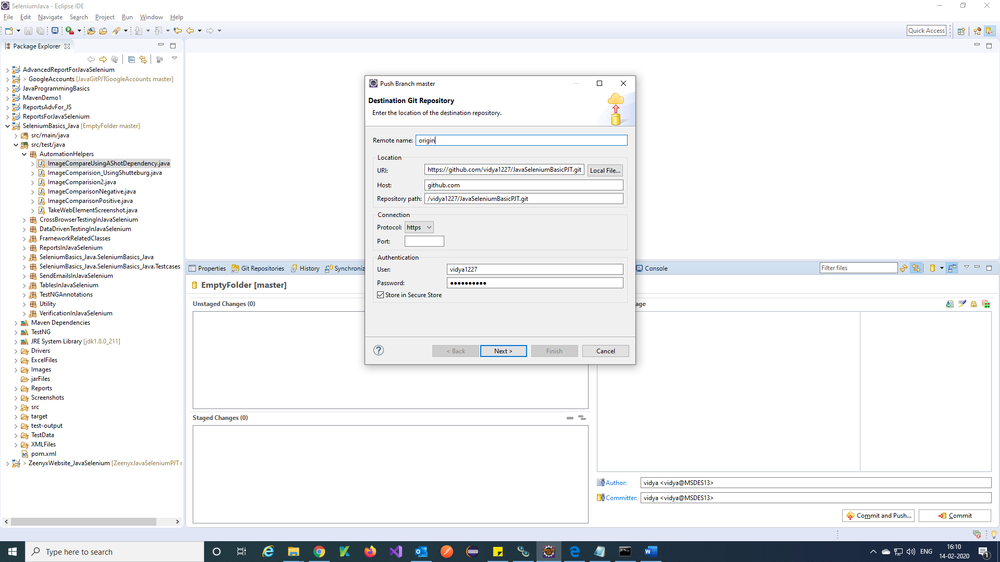 SeleniumJava - Eclipse IDE
File Edit Navigate Search Project Run Window Help
Quick Access
Package Explorer
AdvancedReportForJavaSelenium
> GoogleAccounts [JavaGitPJTGoogleAccounts master]
JavaProgrammingBasics
MavenDemo1
ReportsAdvFor_JS
ReportsForJavaSelenium
SeleniumBasics_Java [EmptyFolder master]
src/main/java
src/test/java
AutomationHelpers
ImageCompareUsingAShotDependency.java
ImageComparision_UsingShutteburg.java
ImageComparision2.java
ImageComparisonNegative.java
ImageComparisonPositive.java
TakeWebElementScreenshot.java
CrossBrowserTestingInJavaSelenium
DataDrivenTestingInJavaSelenium
FrameworkRelatedClasses
ReportsInJavaSelenium
SeleniumBasics_Java.SeleniumBasics_Java
SeleniumBasics_Java.SeleniumBasics_Java.Testcases
SendEmailsInJavaSelenium
TablesInJavaSelenium
TestNGAnnotations
Utility
VerificationInJavaSelenium
Maven Dependencies
TestNG
JRE System Library [jdk1.8.0_211]
Drivers
ExcelFiles
Images
jarFiles
Reports
Screenshots
src
target
test-output
TestData
XMLFiles
pom.xml
> ZeenyxWebsite_JavaSelenium [ZeenyxJavaSeleniumPJT
Push Branch master
Destination Git Repository
Enter the location of the destination repository.
Remote name: origin
Location
URI: https://github.com/vidya1227/JavaSeleniumBasicPJT.git Local File...
Host: github.com
Repository path: /vidya1227/JavaSeleniumBasicPJT.git
Connection
Protocol: https
Port:
Authentication
User: vidya1227
Password: ●●●●●●●●●●
Store in Secure Store
< Back Next > Finish Cancel
Properties Git Repositories History Synchroniz Console Filter files
EmptyFolder [master]
Unstaged Changes (0)
age
Staged Changes (0)
Author: vidya <vidya@MSDES13>
Committer: vidya <vidya@MSDES13>
Commit and Push... Commit
Type here to search
ENG
16:10
14-02-2020
1